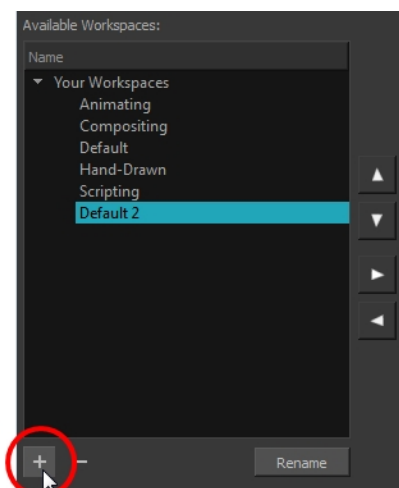 Available Workspaces:
Name
Your Workspaces
Animating
Compositing
Default
Hand-Drawn
Scripting
Default 2
Rename